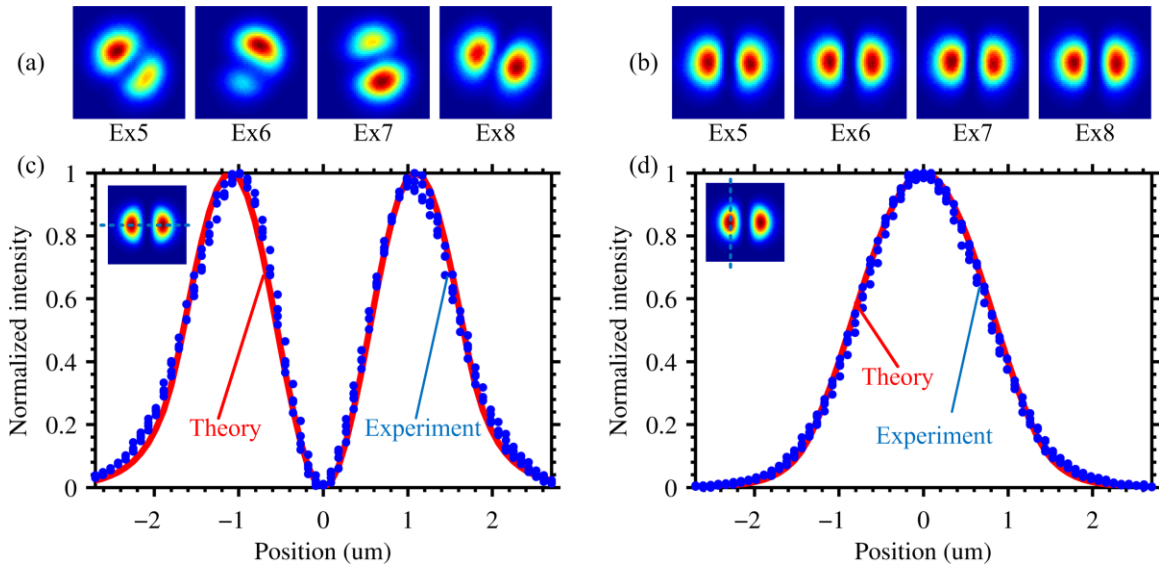 (a)
Ex5 Ex6 Ex7 Ex8
(b)
Ex5 Ex6 Ex7 Ex8
(c)
Normalized intensity
1
0.8
0.6
0.4
0.2
0
Theory
Experiment
−2 −1 0 1 2
Position (um)
(d)
Normalized intensity
1
0.8
0.6
0.4
0.2
0
Theory
Experiment
−2 −1 0 1 2
Position (um)